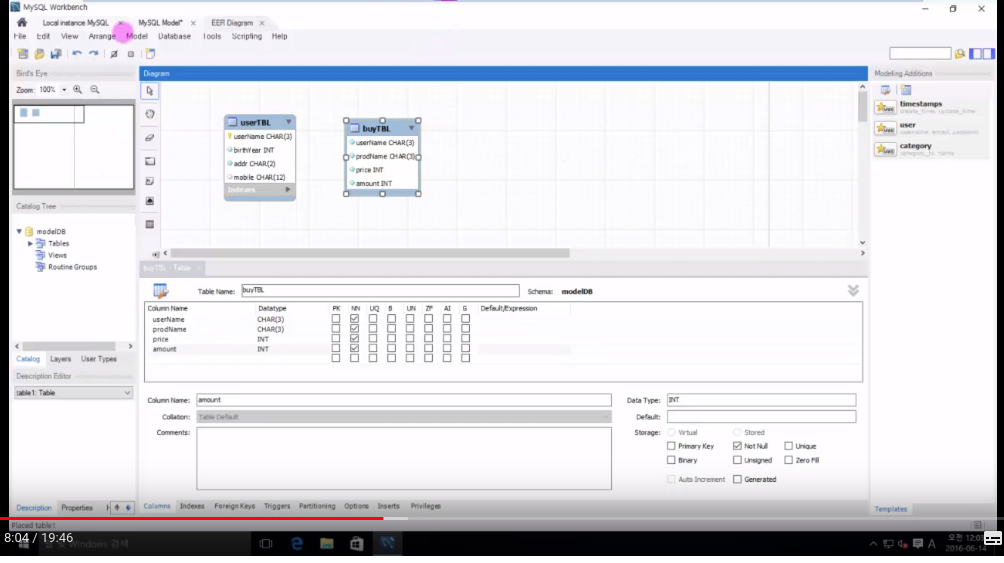 MySQL Workbench
Local instance MySQL MySQL Model* EER Diagram
File Edit View Arrange Model Database Tools Scripting Help
Bird's Eye
Zoom: 100%
Diagram
Modeling Additions
timestamps
create_time, update_time
user
username, email, password
category
category_id, name
userTBL
userName CHAR(3)
birthYear INT
addr CHAR(2)
mobile CHAR(12)
Indexes
buyTBL
userName CHAR(3)
prodName CHAR(3)
price INT
amount INT
Catalog Tree
modelDB
Tables
Views
Routine Groups
Catalog Layers User Types
Description Editor
table1: Table
buyTBL - Table
Table Name: buyTBL Schema: modelDB
Column Name Datatype PK NN UQ B UN ZF AI G Default/Expression
userName CHAR(3)
prodName CHAR(3)
price INT
amount INT
Column Name: amount Data Type: INT
Collation: Table Default Default:
Comments: Storage: Virtual Stored
Primary Key Not Null Unique
Binary Unsigned Zero Fill
Auto Increment Generated
Description Properties
Columns Indexes Foreign Keys Triggers Partitioning Options Inserts Privileges
Templates
Placed table1
8:04 / 19:46
Windows 검색
A
오전 12:0
2016-06-14